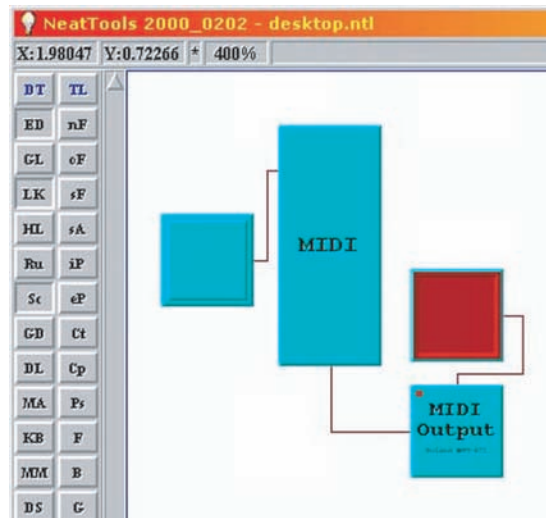 NeatTools 2000_0202 - desktop.ntl
X:1.98047 Y:0.72266 * 400%
DT TL
ED nF
GL oF
LK sF
HL sA
Ru iP
Sc eP
GD Ct
DL Cp
MA Ps
KB F
MM B
DS G
MIDI
MIDI
Output